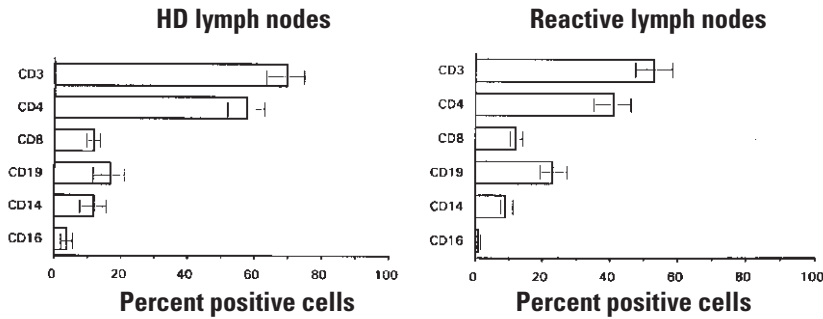 HD lymph nodes
CD3
CD4
CD8
CD19
CD14
CD16
0 20 40 60 80 100
Percent positive cells
Reactive lymph nodes
CD3
CD4
CD8
CD19
CD14
CD16
0 20 40 60 80 100
Percent positive cells